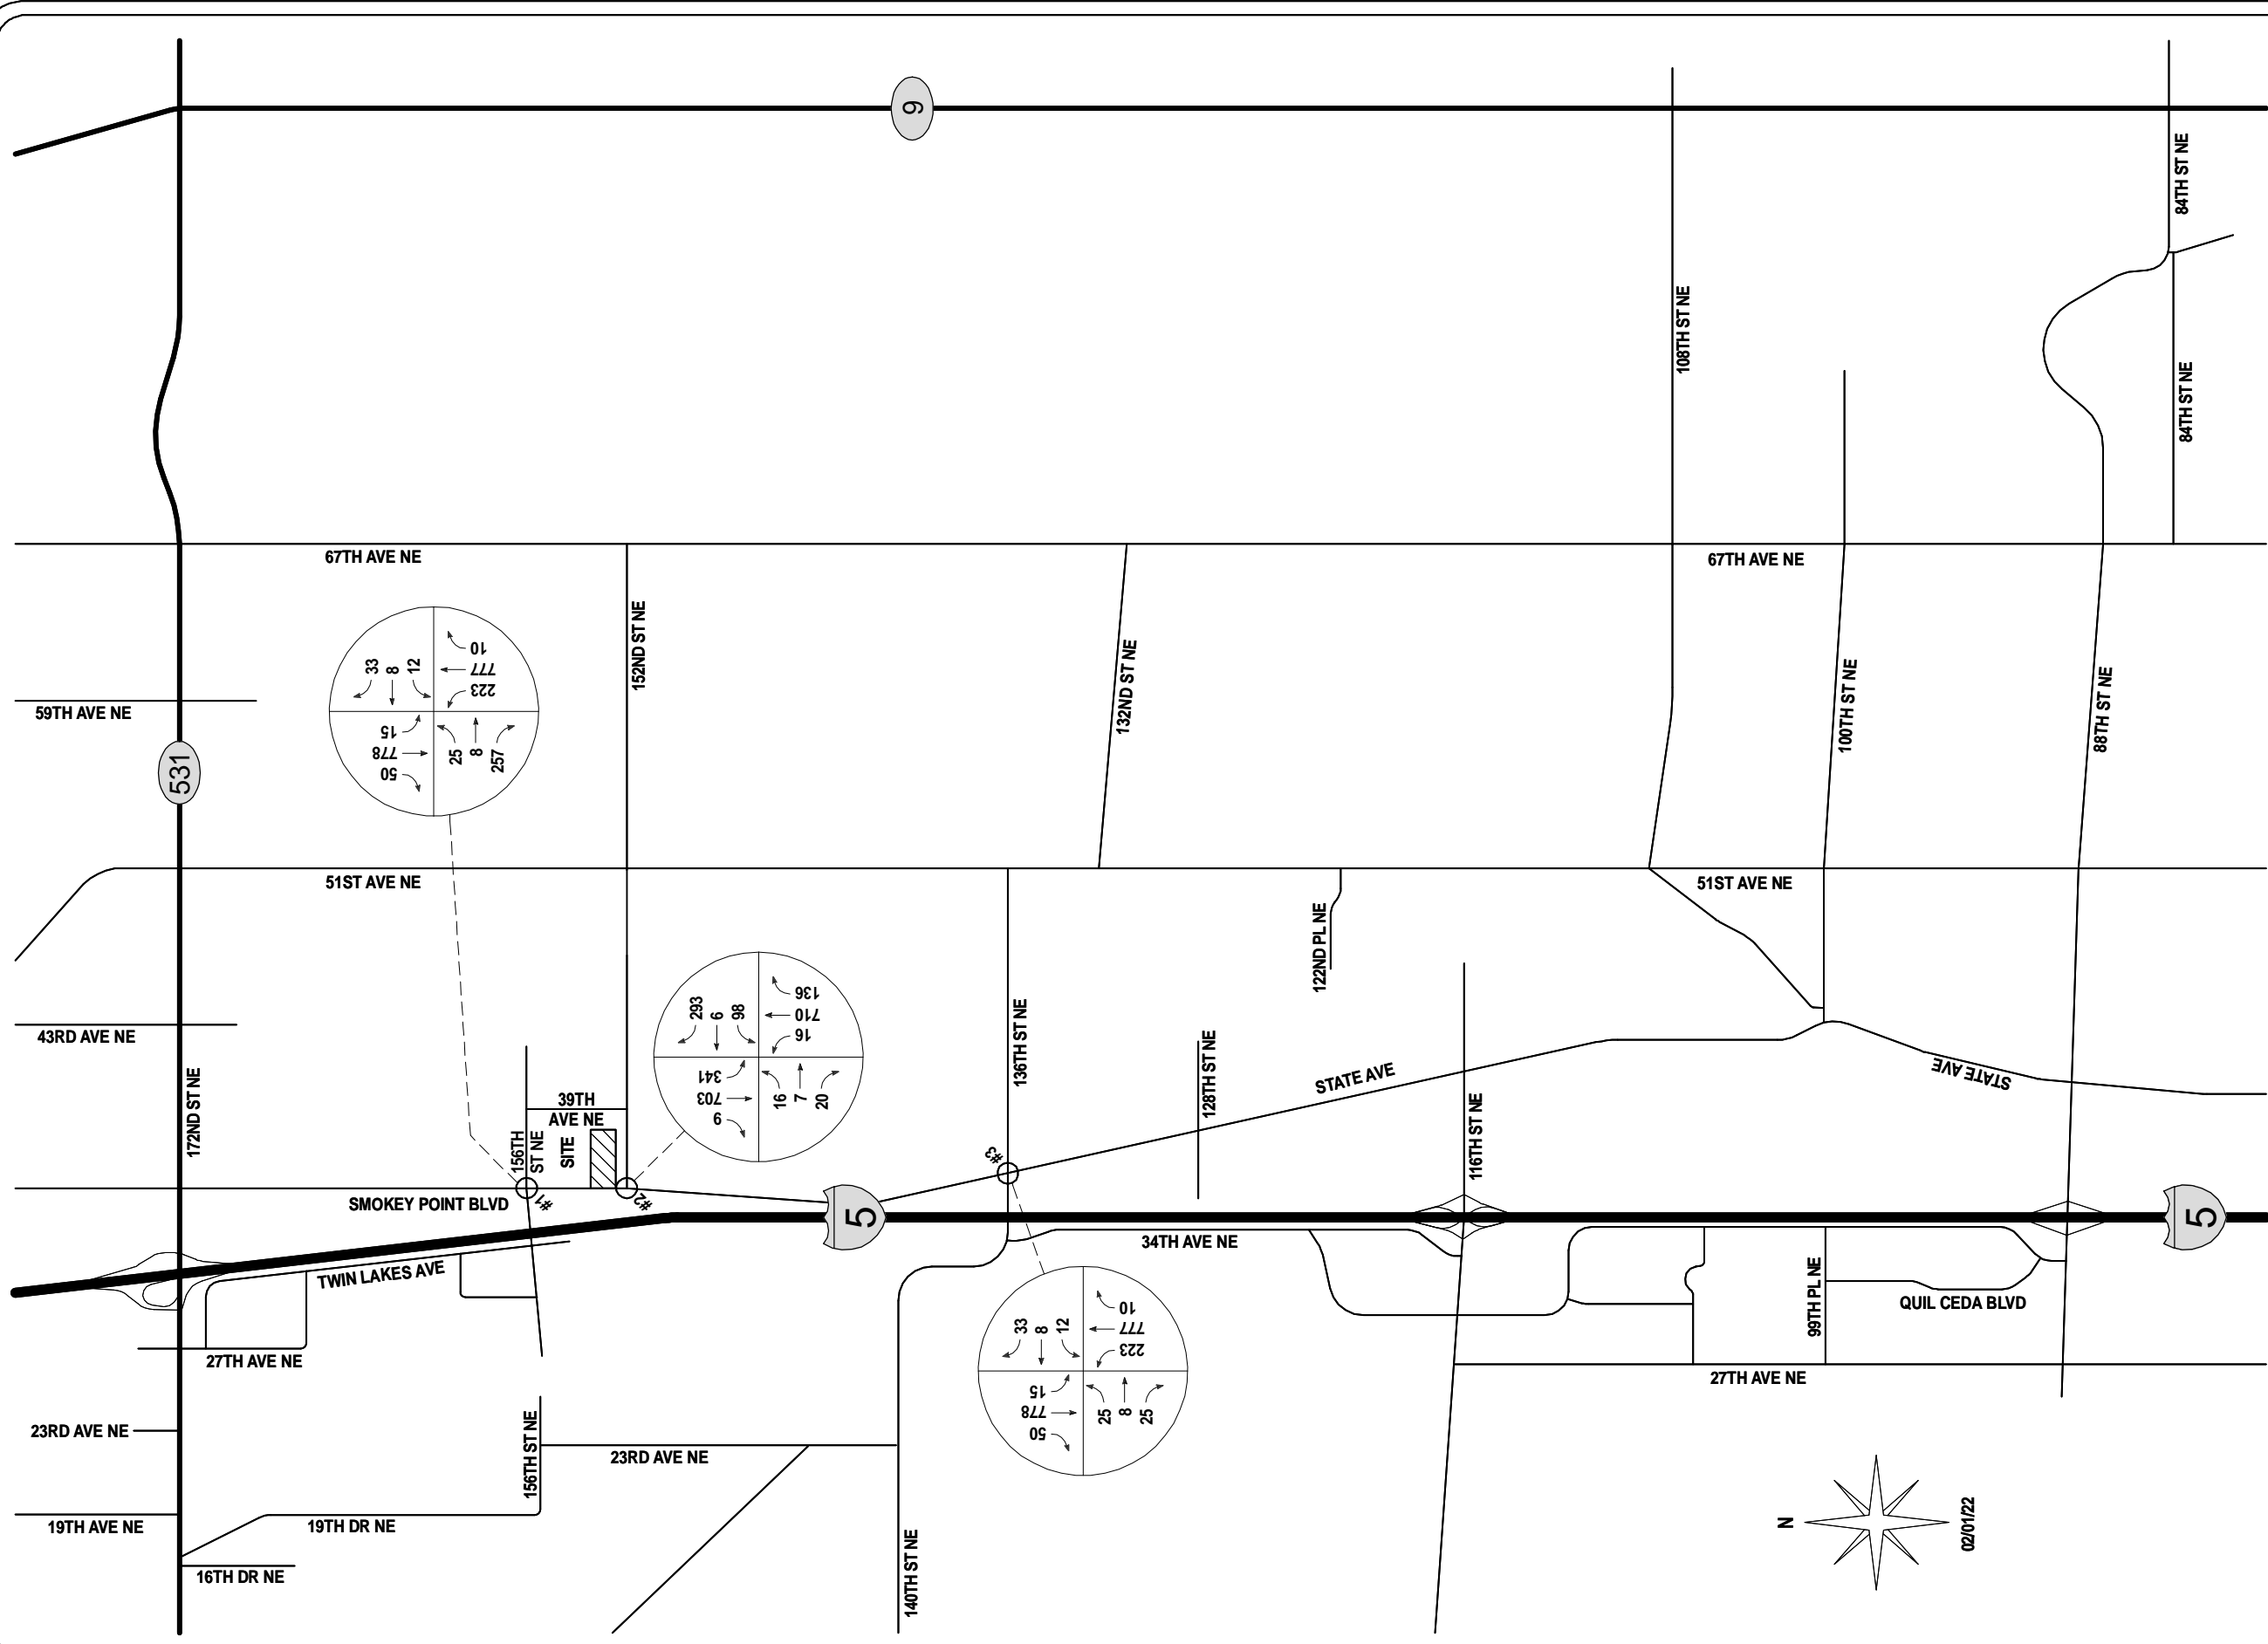 9
84TH ST NE
108TH ST NE
84TH ST NE
67TH AVE NE
67TH AVE NE
152ND ST NE
132ND ST NE
100TH ST NE
88TH ST NE
33
8
12
10
777
223
15
778
50
25
8
257
59TH AVE NE
531
51ST AVE NE
51ST AVE NE
122ND PL NE
293
6
98
136
710
16
341
703
9
16
7
20
43RD AVE NE
172ND ST NE
136TH ST NE
128TH ST NE
STATE AVE
STATE AVE
116TH ST NE
39TH
AVE NE
156TH
ST NE
SITE
#1
#2
#3
SMOKEY POINT BLVD
5
5
34TH AVE NE
TWIN LAKES AVE
99TH PL NE
QUIL CEDA BLVD
33
8
12
10
777
223
15
778
50
25
8
25
27TH AVE NE
27TH AVE NE
23RD AVE NE
156TH ST NE
23RD AVE NE
19TH AVE NE
19TH DR NE
16TH DR NE
140TH ST NE
N
02/01/22